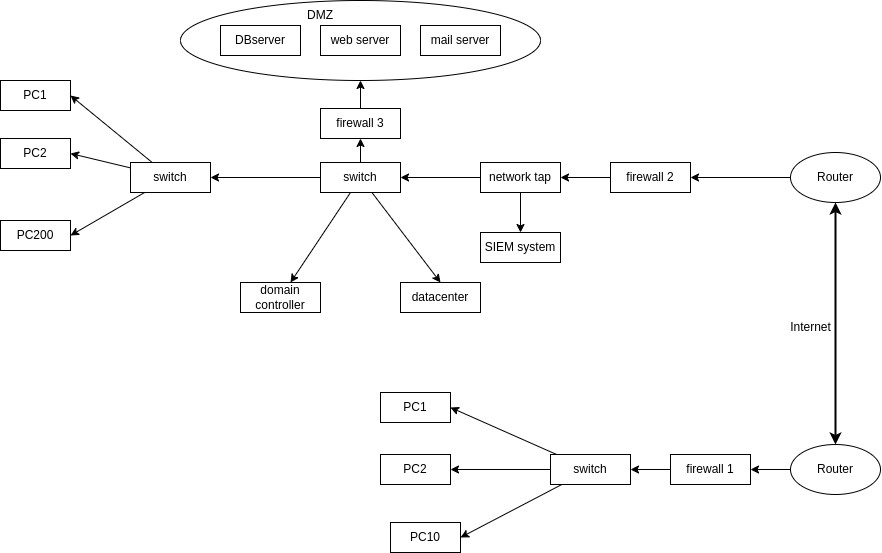 DMZ
DBserver
web server
mail server
PC1
firewall 3
PC2
switch
switch
network tap
firewall 2
Router
PC200
SIEM system
domain
controller
datacenter
Internet
PC1
PC2
switch
firewall 1
Router
PC10